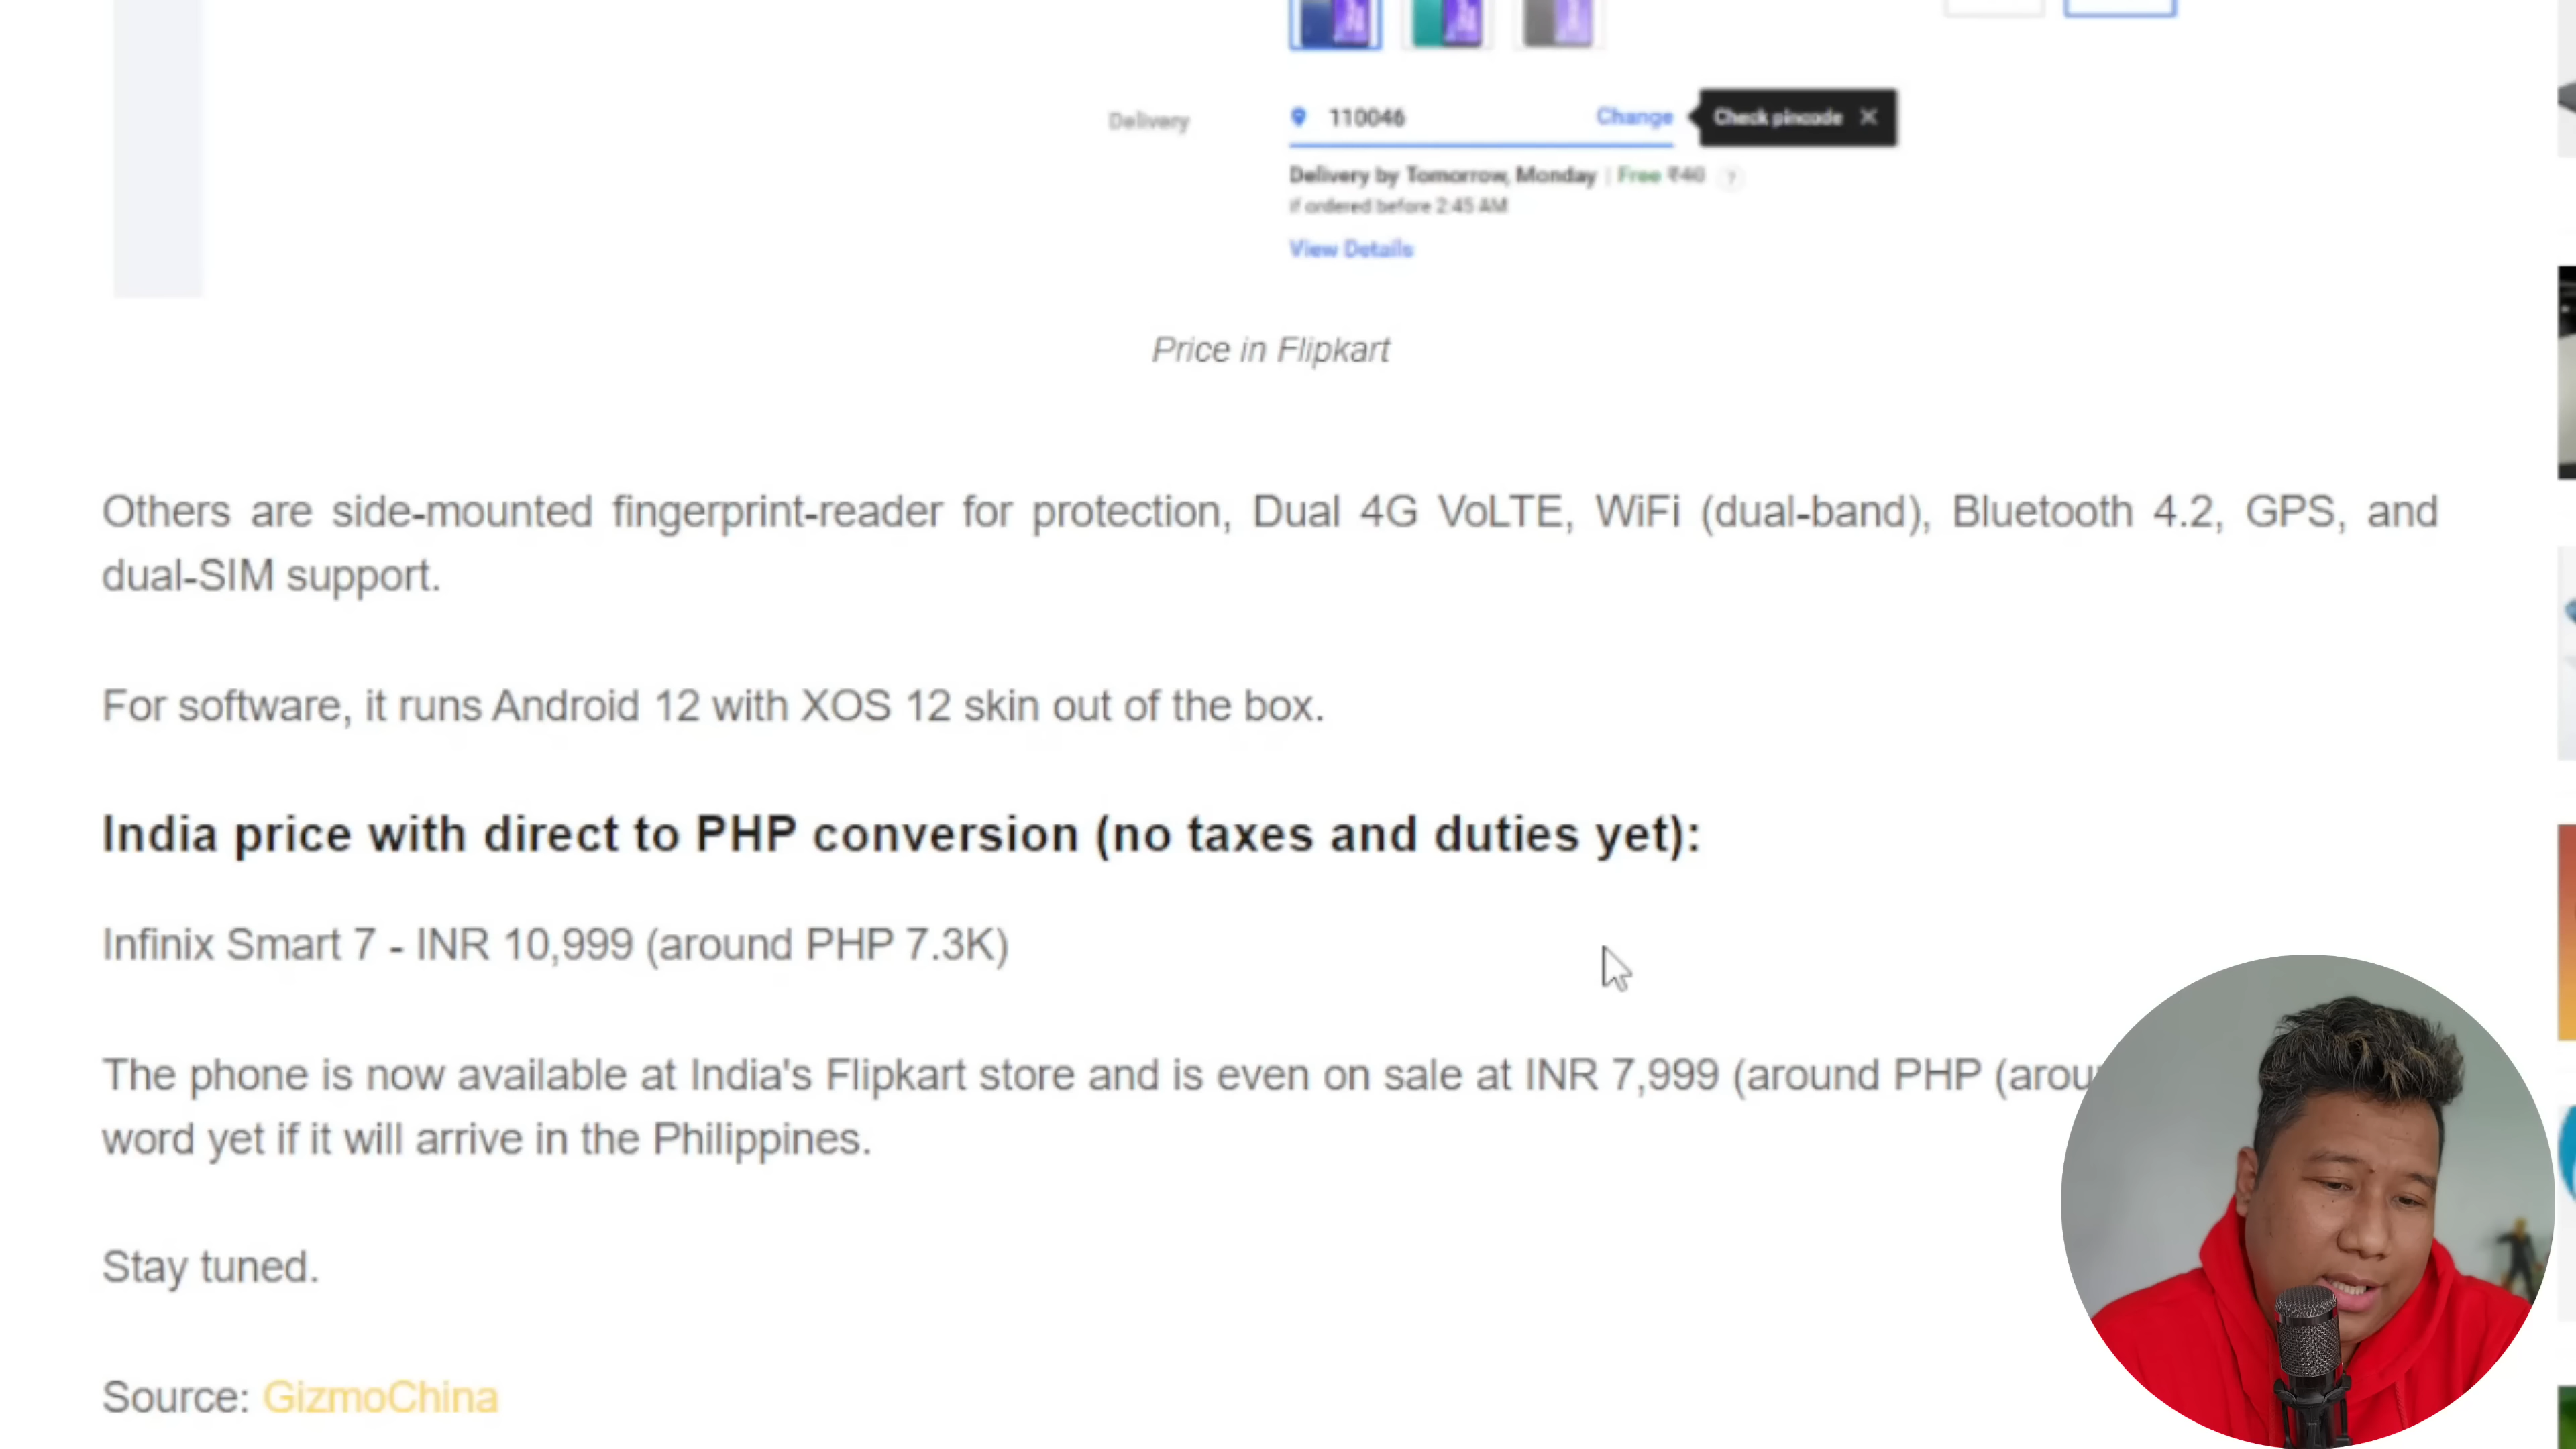 Delivery
110046
Change
Check pincode
Delivery by Tomorrow, Monday | Free ₹40 ?
if ordered before 2:45 AM
View Details
Price in Flipkart
Others are side-mounted fingerprint-reader for protection, Dual 4G VoLTE, WiFi (dual-band), Bluetooth 4.2, GPS, and
dual-SIM support.
For software, it runs Android 12 with XOS 12 skin out of the box.
India price with direct to PHP conversion (no taxes and duties yet):
Infinix Smart 7 - INR 10,999 (around PHP 7.3K)
The phone is now available at India's Flipkart store and is even on sale at INR 7,999 (around PHP
word yet if it will arrive in the Philippines.
Stay tuned.
Source: GizmoChina